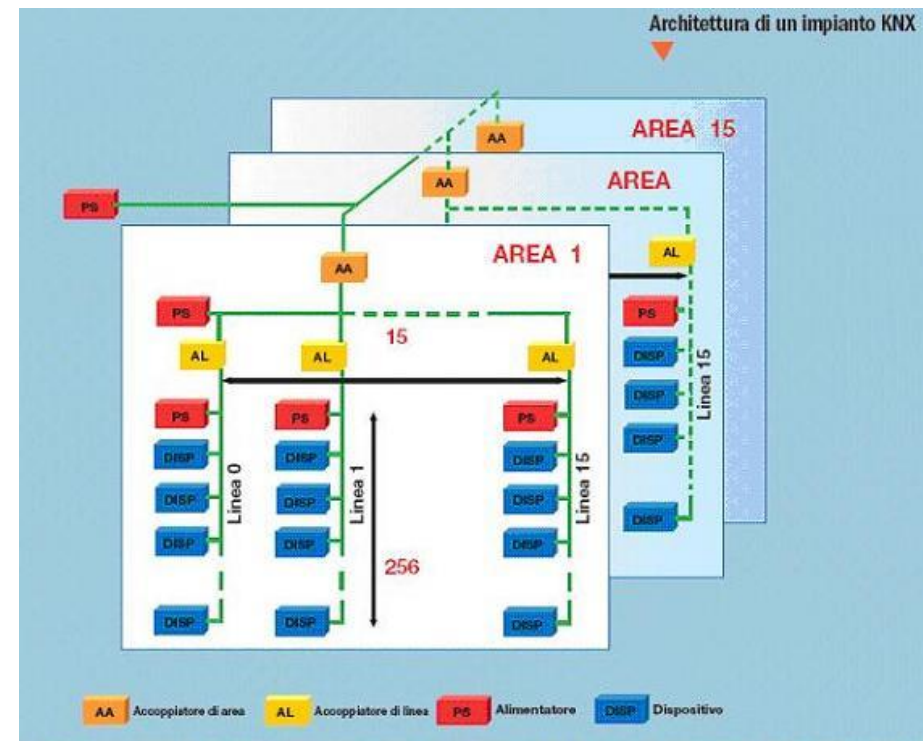 Architettura di un impianto KNX
AREA 15
AA
AREA
AA
PS
AREA 1
AL
AA
PS
PS
15
DISP
AL
AL
AL
DISP
Linea 15
DISP
PS
PS
PS
DISP
DISP
DISP
Linea 0
Linea 1
Linea 15
DISP
DISP
DISP
DISP
DISP
DISP
DISP
256
DISP
DISP
DISP
AA Accoppiatore di area AL Accoppiatore di linea PS Alimentatore DISP Dispositivo